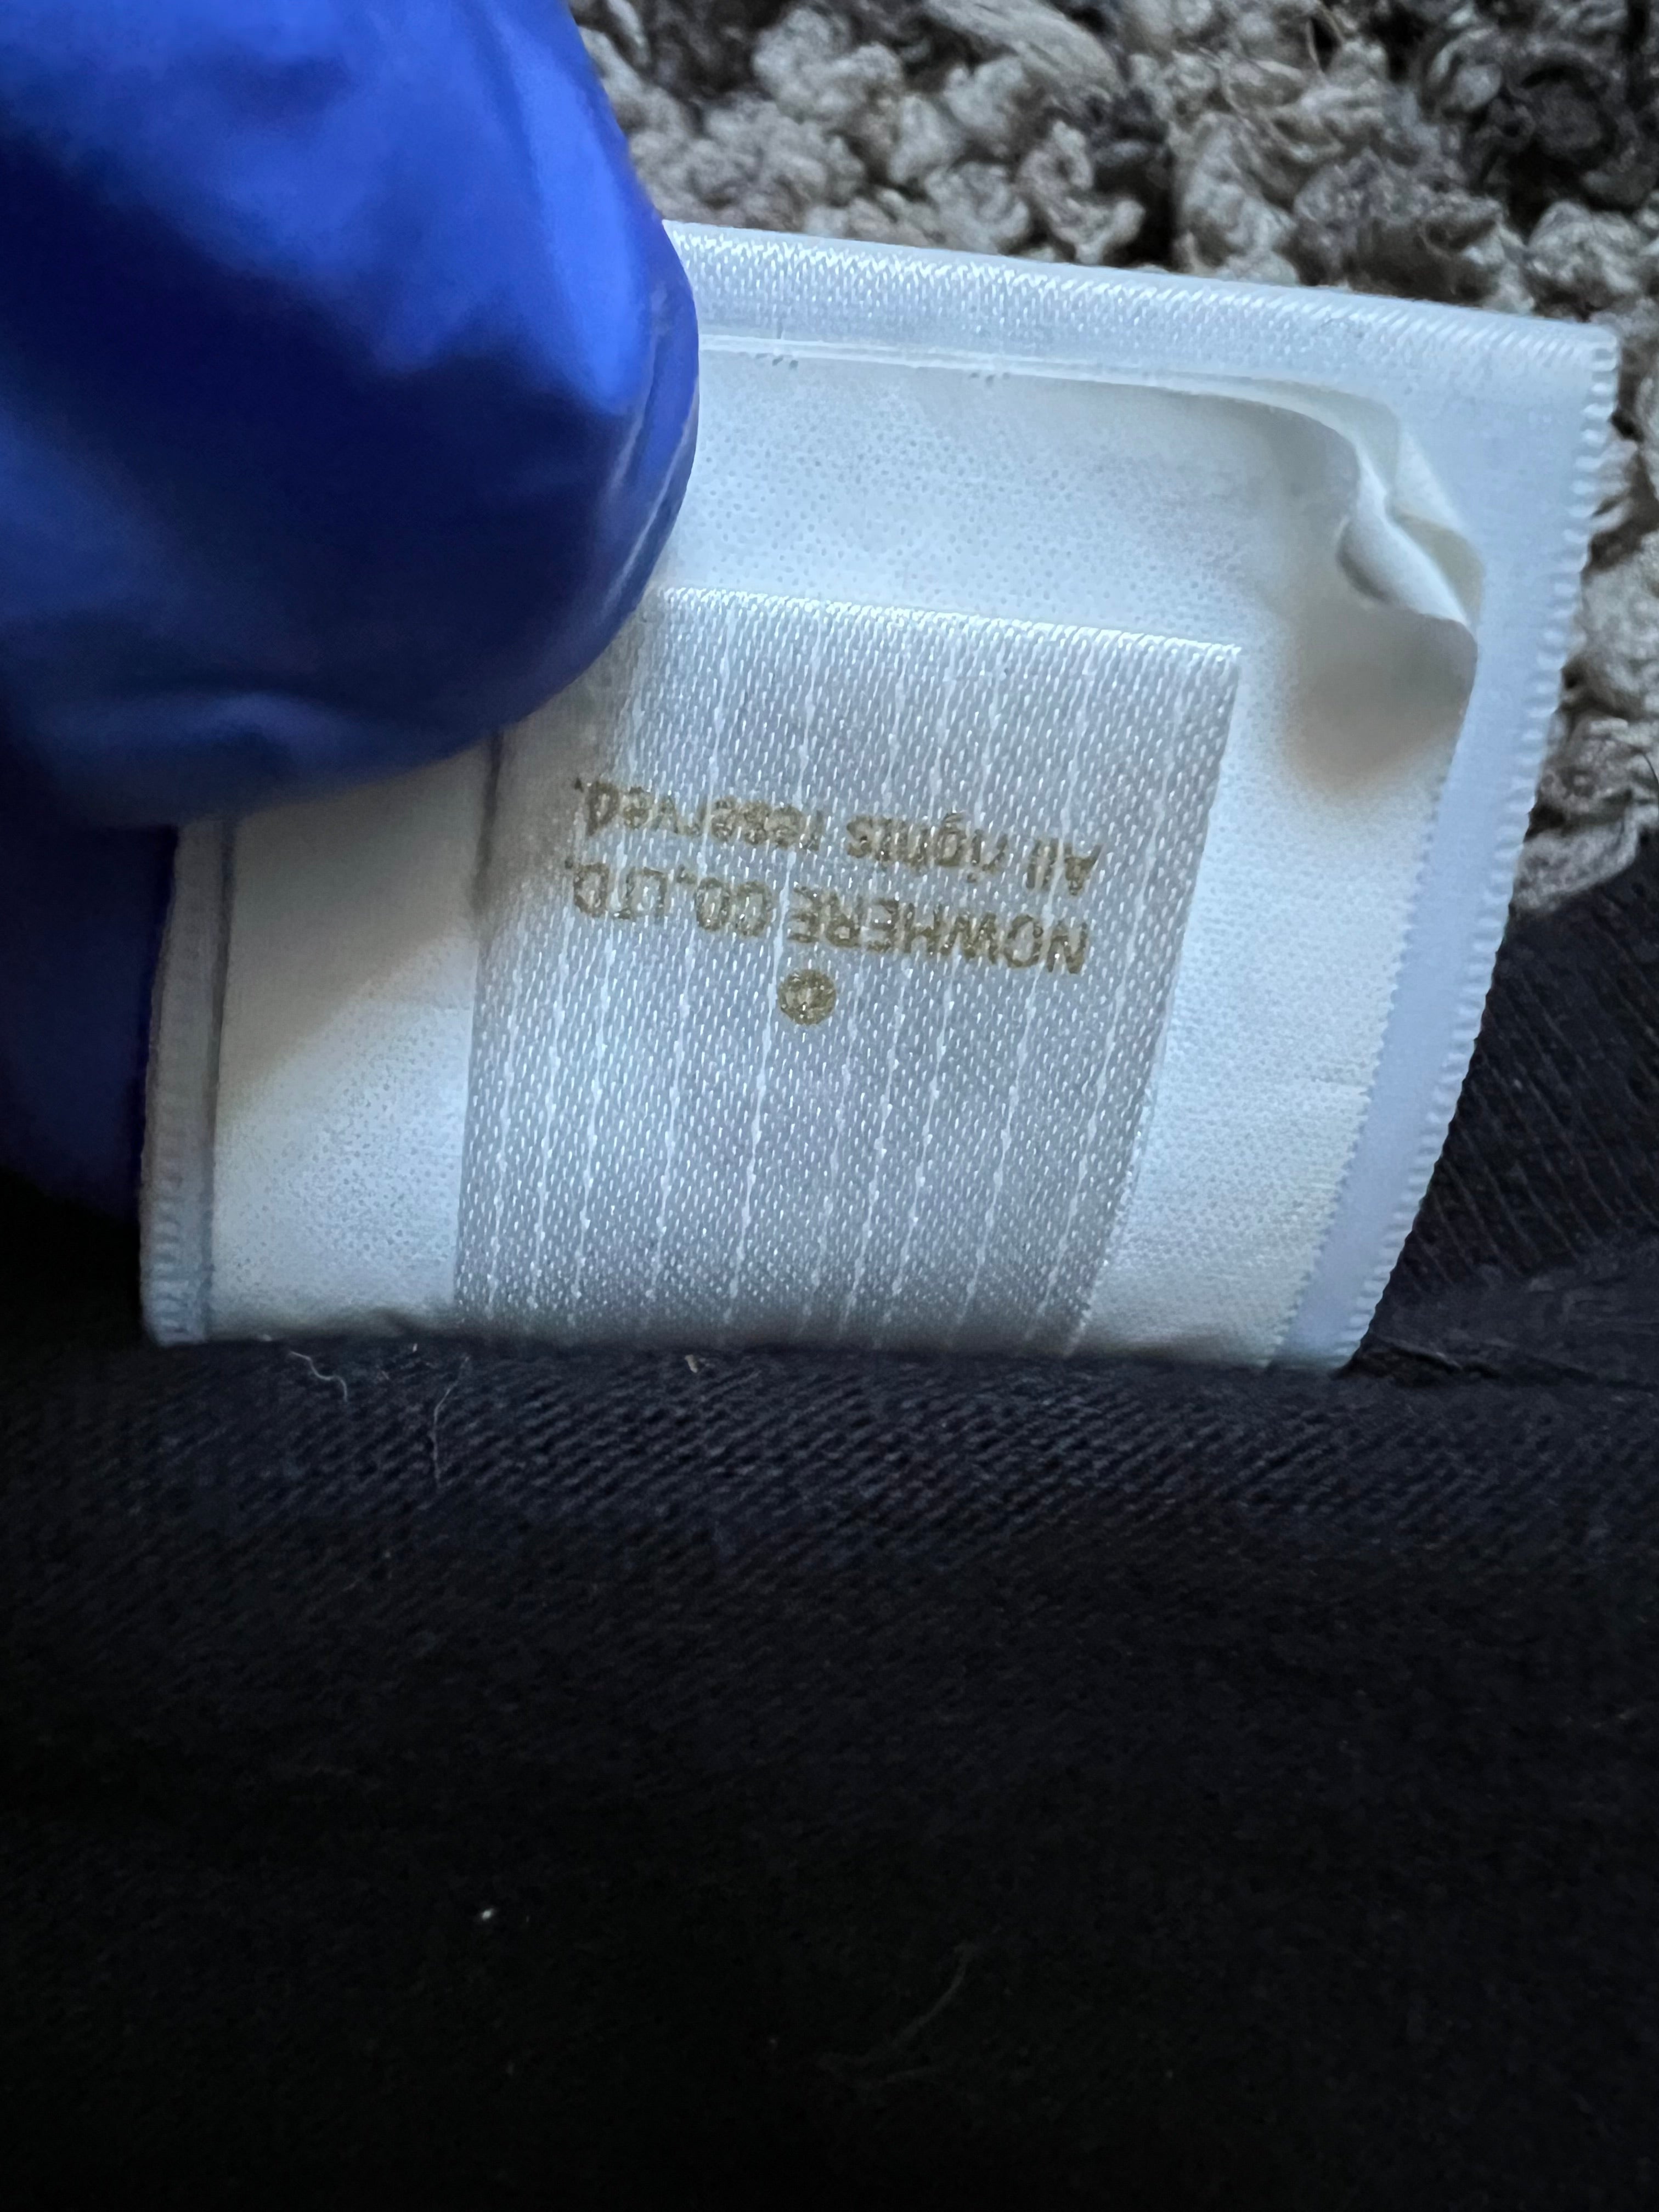 NOWHERE CO.,LTD.
All rights reserved.